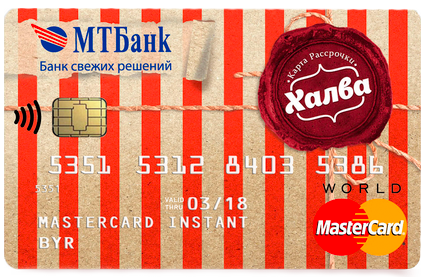 МТБанк
Банк свежих решений
Карта Рассрочки
Халва
5351 5312 8403 5386
5351
VALID
THRU 03/18
WORLD
MASTERCARD INSTANT
MasterCard
BYR